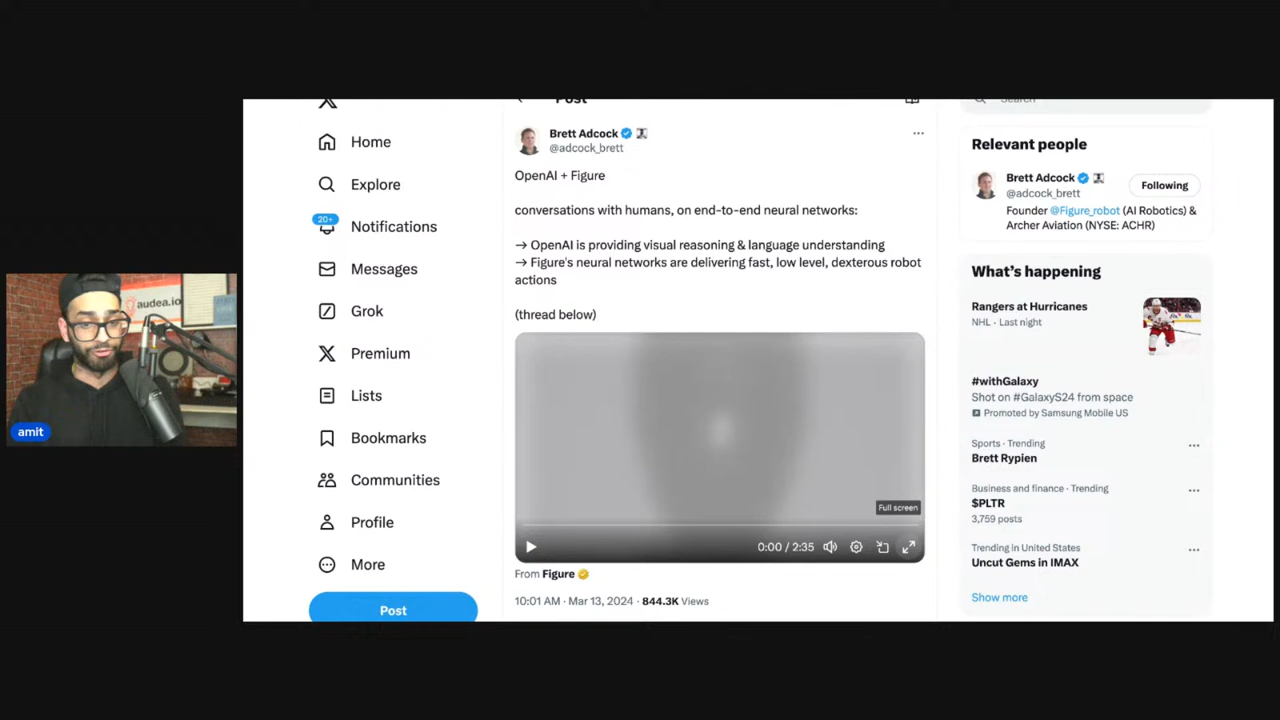 audea.io
amit
Home
Explore
20+
Notifications
Messages
Grok
Premium
Lists
Bookmarks
Communities
Profile
More
Post
Post
Brett Adcock
@adcock_brett
OpenAI + Figure
conversations with humans, on end-to-end neural networks:
→ OpenAI is providing visual reasoning & language understanding
→ Figure's neural networks are delivering fast, low level, dexterous robot
actions
(thread below)
Full screen
0:00 / 2:35
From Figure
10:01 AM · Mar 13, 2024 · 844.3K Views
Search
Relevant people
Brett Adcock
@adcock_brett
Following
Founder @Figure_robot (AI Robotics) &
Archer Aviation (NYSE: ACHR)
What's happening
Rangers at Hurricanes
NHL · Last night
#withGalaxy
Shot on #GalaxyS24 from space
Promoted by Samsung Mobile US
Sports · Trending
Brett Rypien
Business and finance · Trending
$PLTR
3,759 posts
Trending in United States
Uncut Gems in IMAX
Show more